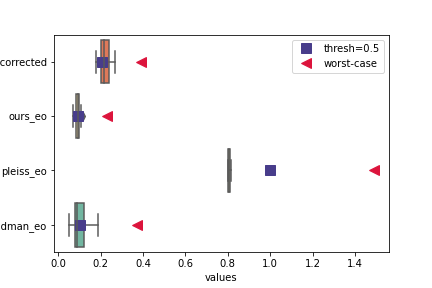 thresh=0.5
worst-case
corrected
ours_eo
pleiss_eo
dman_eo
0.0 0.2 0.4 0.6 0.8 1.0 1.2 1.4
values